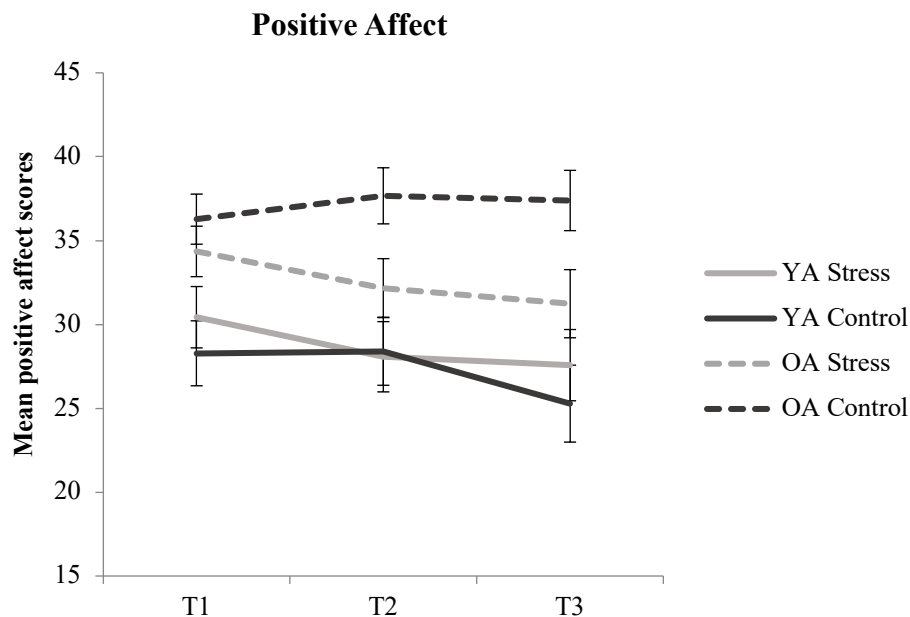 Positive Affect
Mean positive affect scores
45
40
35
30
25
20
15
T1
T2
T3
YA Stress
YA Control
OA Stress
OA Control